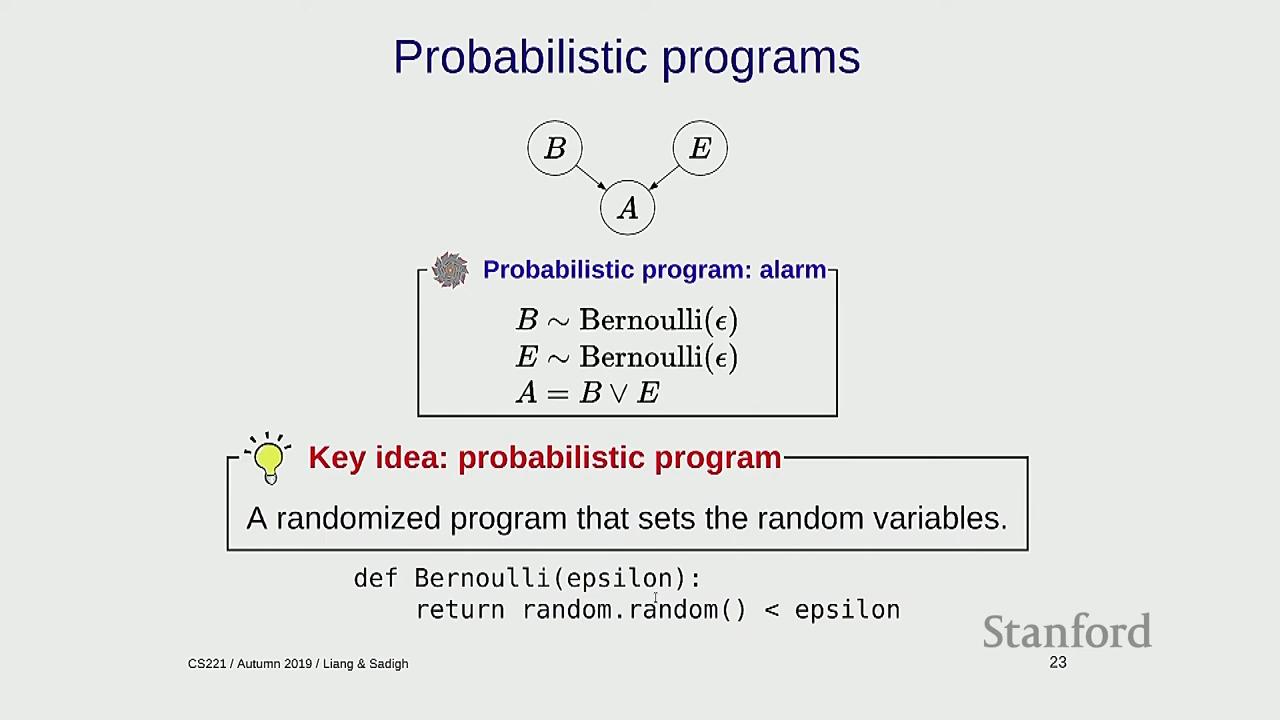 Probabilistic programs
B
E
A
Probabilistic program: alarm
B ∼ Bernoulli(ϵ)
E ∼ Bernoulli(ϵ)
A = B ∨ E
Key idea: probabilistic program
A randomized program that sets the random variables.
def Bernoulli(epsilon):
    return random.random() < epsilon
Stanford
CS221 / Autumn 2019 / Liang & Sadigh
23